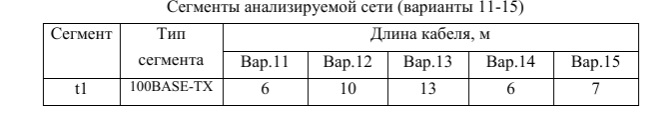 Сегменты анализируемой сети (варианты 11-15)
Сегмент Тип сегмента Длина кабеля, м
Вар.11 Вар.12 Вар.13 Вар.14 Вар.15
t1 100BASE-TX 6 10 13 6 7